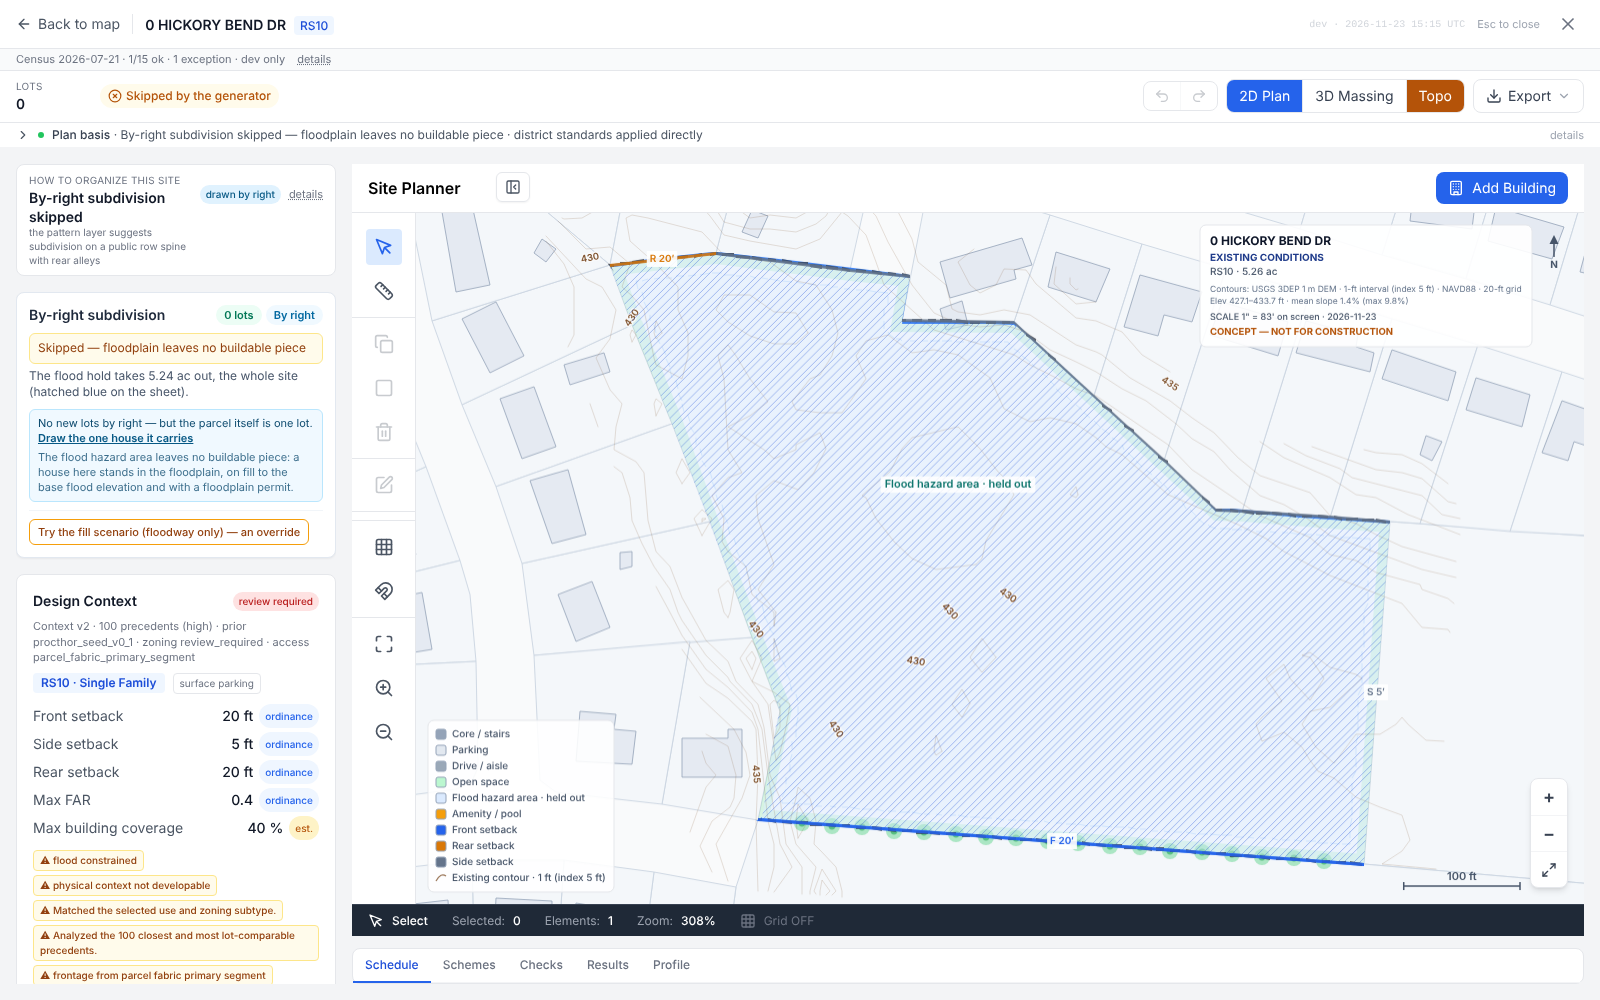 Back to map
0 HICKORY BEND DR
RS10
dev · 2026-11-23 15:15 UTC
Esc to close
Census 2026-07-21 · 1/15 ok · 1 exception · dev only
details
LOTS
0
Skipped by the generator
2D Plan
3D Massing
Topo
Export
Plan basis · By-right subdivision skipped — floodplain leaves no buildable piece · district standards applied directly
details
HOW TO ORGANIZE THIS SITE
By-right subdivision
skipped
drawn by right
details
the pattern layer suggests
subdivision on a public row spine
with rear alleys
By-right subdivision
0 lots
By right
Skipped — floodplain leaves no buildable piece
The flood hold takes 5.24 ac out, the whole site
(hatched blue on the sheet).
No new lots by right — but the parcel itself is one lot.
Draw the one house it carries
The flood hazard area leaves no buildable piece: a
house here stands in the floodplain, on fill to the
base flood elevation and with a floodplain permit.
Try the fill scenario (floodway only) — an override
Design Context
review required
Context v2 · 100 precedents (high) · prior
procthor_seed_v0_1 · zoning review_required · access
parcel_fabric_primary_segment
RS10 · Single Family
surface parking
Front setback
20 ft
ordinance
Side setback
5 ft
ordinance
Rear setback
20 ft
ordinance
Max FAR
0.4
ordinance
Max building coverage
40 %
est.
flood constrained
physical context not developable
Matched the selected use and zoning subtype.
Analyzed the 100 closest and most lot-comparable
precedents.
frontage from parcel fabric primary segment
Site Planner
Add Building
0 HICKORY BEND DR
EXISTING CONDITIONS
RS10 · 5.26 ac
Contours: USGS 3DEP 1 m DEM · 1-ft interval (index 5 ft) · NAVD88 · 20-ft grid
Elev 427.1–433.7 ft · mean slope 1.4% (max 9.8%)
SCALE 1" = 83' on screen · 2026-11-23
CONCEPT — NOT FOR CONSTRUCTION
N
430
R 20'
430
435
Flood hazard area · held out
430
430
430
430
S 5'
430
435
F 20'
Core / stairs
Parking
Drive / aisle
Open space
Flood hazard area · held out
Amenity / pool
Front setback
Rear setback
Side setback
Existing contour · 1 ft (index 5 ft)
100 ft
Select
Selected: 0
Elements: 1
Zoom: 308%
Grid OFF
Schedule
Schemes
Checks
Results
Profile